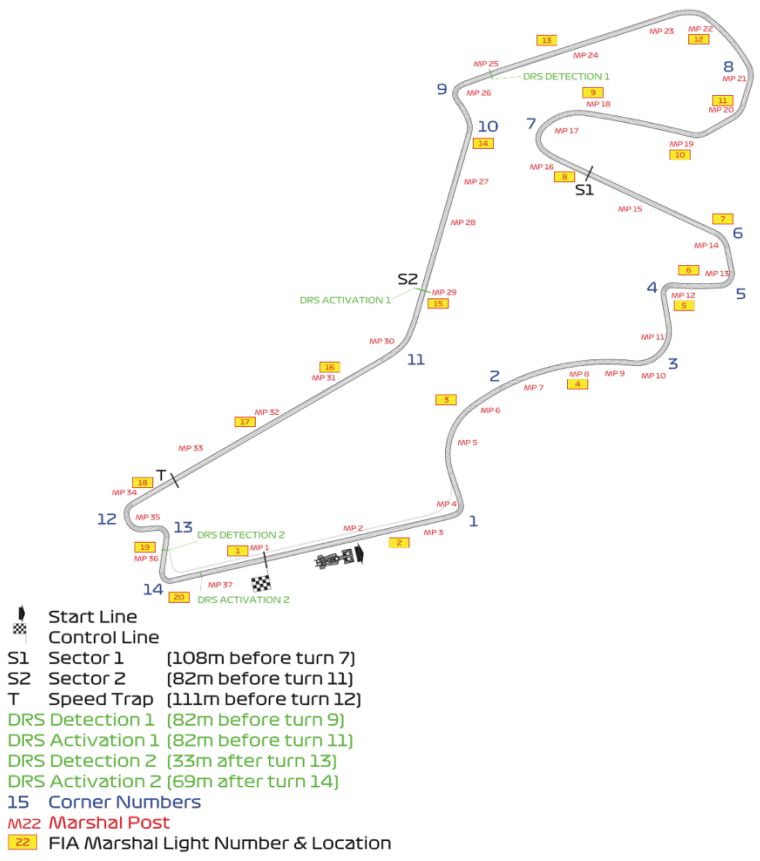 MP 23
MP 22
13
12
MP 24
8
MP 25
MP 21
DRS DETECTION 1
9
MP 26
9
11
MP 18
MP 20
10
7
MP 17
14
MP 19
10
MP 16
8
MP 27
S1
MP 15
7
MP 28
6
MP 14
S2
6
MP 13
4
5
MP 29
MP 12
DRS ACTIVATION 1
15
5
MP 30
MP 11
11
3
16
MP 8
MP 9
MP 10
MP 31
2
MP 7
4
3
MP 6
MP 32
17
MP 5
MP 33
T
18
MP 34
MP 4
12
MP 35
13
1
MP 2
MP 3
DRS DETECTION 2
2
19
1
MP 1
MP 36
14
MP 37
20
DRS ACTIVATION 2
Start Line
Control Line
S1 Sector 1 (108m before turn 7)
S2 Sector 2 (82m before turn 11)
T Speed Trap (111m before turn 12)
DRS Detection 1 (82m before turn 9)
DRS Activation 1 (82m before turn 11)
DRS Detection 2 (33m after turn 13)
DRS Activation 2 (69m after turn 14)
15 Corner Numbers
M22 Marshal Post
22 FIA Marshal Light Number & Location